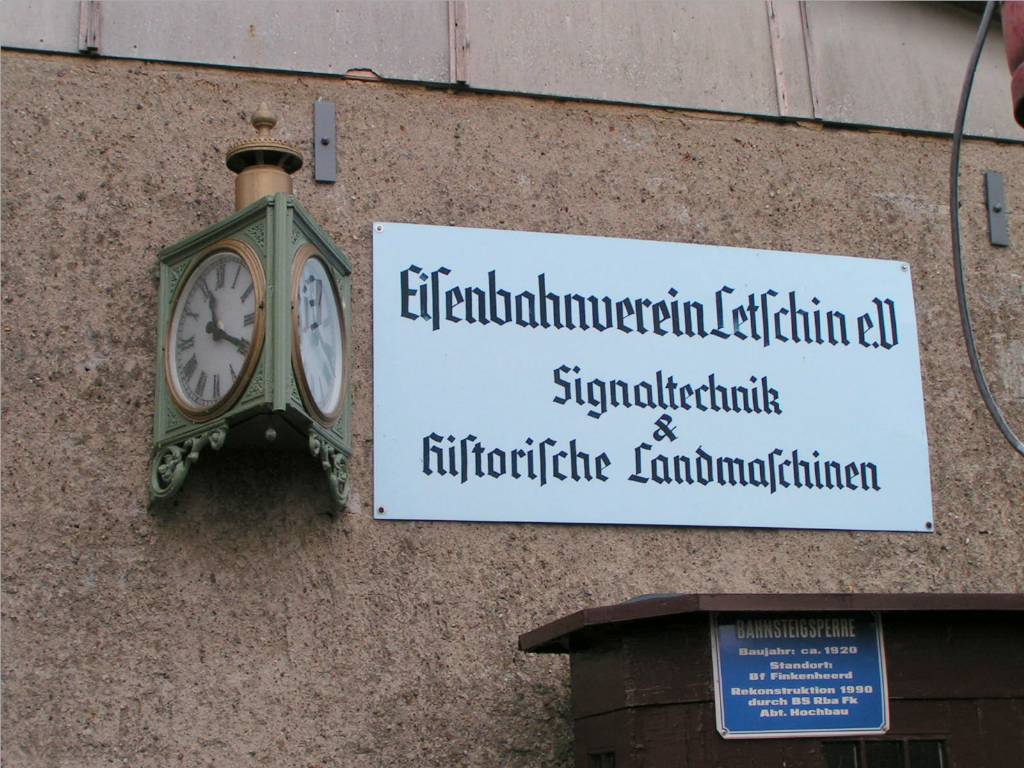 Eiſenbahnverein Letſchin e.V
Signaltechnik
&
hiſtoriſche Landmaſchinen
BAHNSTEIGSPERRE
Baujahr: ca. 1920
Standort:
Bf Finkenheerd
Rekonstruktion 1990
durch BS Rba Fk
Abt. Hochbau